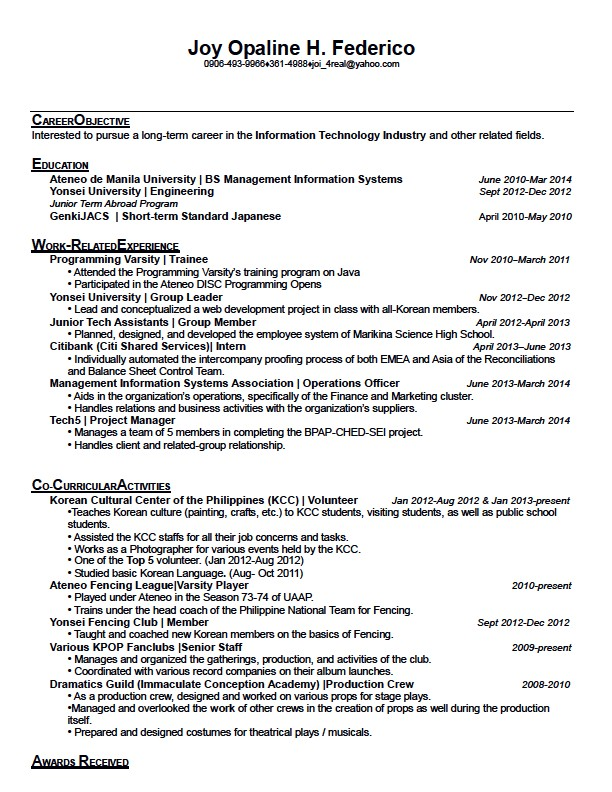 Joy Opaline H. Federico
0906-493-9966♦361-4988♦joi_4real@yahoo.com
CAREEROBJECTIVE
Interested to pursue a long-term career in the Information Technology Industry and other related fields.
EDUCATION
Ateneo de Manila University | BS Management Information Systems June 2010-Mar 2014
Yonsei University | Engineering Sept 2012-Dec 2012
Junior Term Abroad Program
GenkiJACS | Short-term Standard Japanese April 2010-May 2010
WORK-RELATEDEXPERIENCE
Programming Varsity | Trainee Nov 2010–March 2011
• Attended the Programming Varsity's training program on Java
• Participated in the Ateneo DISC Programming Opens
Yonsei University | Group Leader Nov 2012–Dec 2012
• Lead and conceptualized a web development project in class with all-Korean members.
Junior Tech Assistants | Group Member April 2012-April 2013
• Planned, designed, and developed the employee system of Marikina Science High School.
Citibank (Citi Shared Services)| Intern April 2013–June 2013
• Individually automated the intercompany proofing process of both EMEA and Asia of the Reconciliations
and Balance Sheet Control Team.
Management Information Systems Association | Operations Officer June 2013-March 2014
• Aids in the organization's operations, specifically of the Finance and Marketing cluster.
• Handles relations and business activities with the organization's suppliers.
Tech5 | Project Manager June 2013-March 2014
• Manages a team of 5 members in completing the BPAP-CHED-SEI project.
• Handles client and related-group relationship.
CO-CURRICULARACTIVITIES
Korean Cultural Center of the Philippines (KCC) | Volunteer Jan 2012-Aug 2012 & Jan 2013-present
•Teaches Korean culture (painting, crafts, etc.) to KCC students, visiting students, as well as public school
students.
• Assisted the KCC staffs for all their job concerns and tasks.
• Works as a Photographer for various events held by the KCC.
• One of the Top 5 volunteer. (Jan 2012-Aug 2012)
• Studied basic Korean Language. (Aug- Oct 2011)
Ateneo Fencing League|Varsity Player 2010-present
• Played under Ateneo in the Season 73-74 of UAAP.
• Trains under the head coach of the Philippine National Team for Fencing.
Yonsei Fencing Club | Member Sept 2012-Dec 2012
• Taught and coached new Korean members on the basics of Fencing.
Various KPOP Fanclubs |Senior Staff 2009-present
• Manages and organized the gatherings, production, and activities of the club.
• Coordinated with various record companies on their album launches.
Dramatics Guild (Immaculate Conception Academy) |Production Crew 2008-2010
• As a production crew, designed and worked on various props for stage plays.
•Managed and overlooked the work of other crews in the creation of props as well during the production
itself.
• Prepared and designed costumes for theatrical plays / musicals.
AWARDS RECEIVED